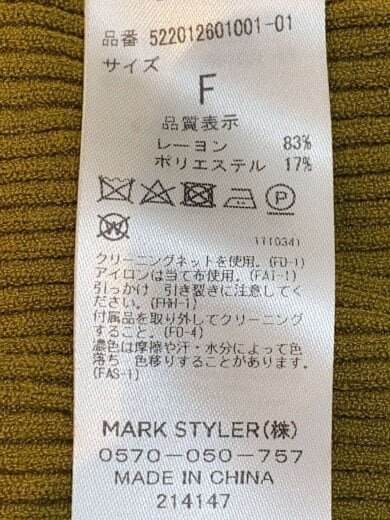 品番 522012601001-01
サイズ
F
品質表示
レーヨン 83%
ポリエステル 17%
P
W
1110341
クリーニングネットを使用。(FD-1)
アイロンは当て布使用。(FAI-1)
引っかけ 引き裂きに注意してく
ださい。(FHH-1)
付属品を取り外してクリーニング
すること。(FO-4)
濃色は摩擦や汗・水分によって色
落ち 色移りすることがあります。
(FAS-1)
MARK STYLER(株)
0570-050-757
MADE IN CHINA
214147